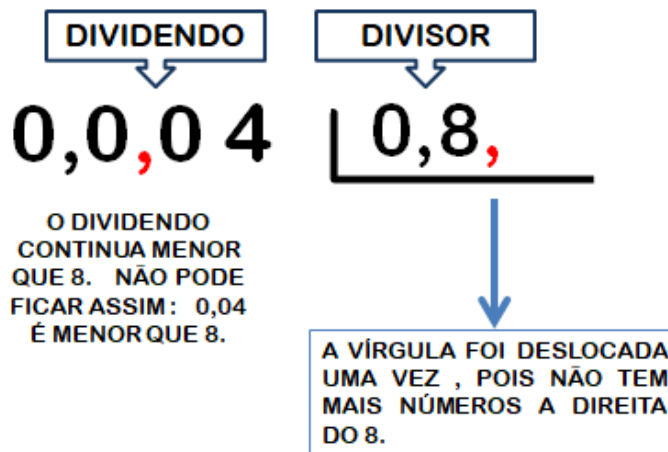 DIVIDENDO
DIVISOR
0,0,0 4
0,8,
O DIVIDENDO
CONTINUA MENOR
QUE 8. NÃO PODE
FICAR ASSIM: 0,04
É MENOR QUE 8.
A VÍRGULA FOI DESLOCADA
UMA VEZ , POIS NÃO TEM
MAIS NÚMEROS A DIREITA
DO 8.